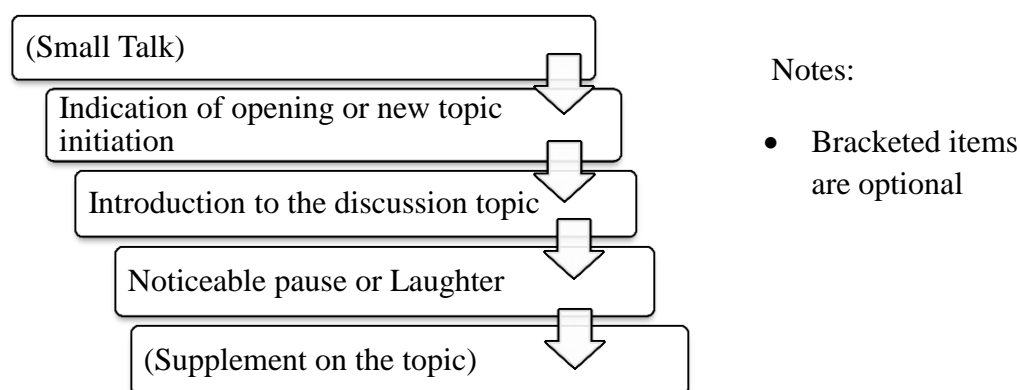 (Small Talk)
Indication of opening or new topic
initiation
Introduction to the discussion topic
Noticeable pause or Laughter
(Supplement on the topic)
Notes:
• Bracketed items
are optional